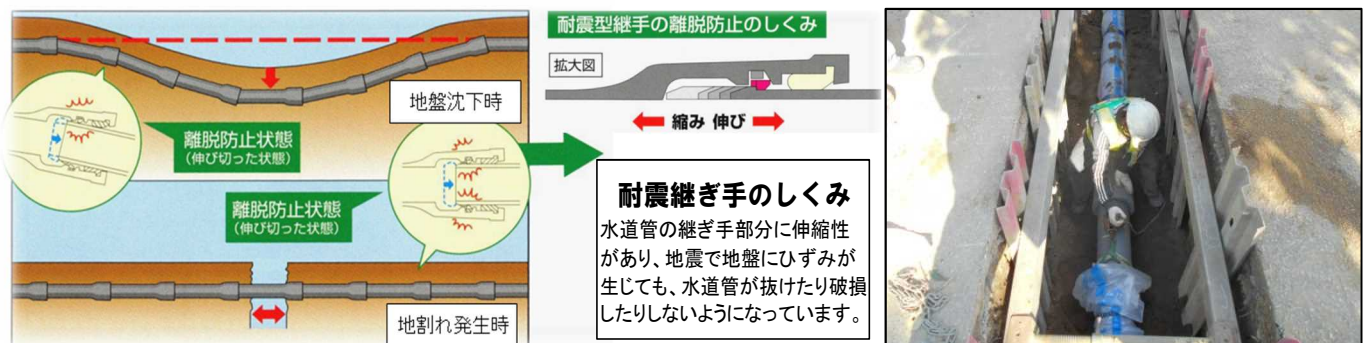 地盤沈下時
離脱防止状態
(伸び切った状態)
離脱防止状態
(伸び切った状態)
地割れ発生時
耐震型継手の離脱防止のしくみ
拡大図
縮み 伸び
耐震継ぎ手のしくみ
水道管の継ぎ手部分に伸縮性
があり、地震で地盤にひずみが
生じても、水道管が抜けたり破損
したりしないようになっています。